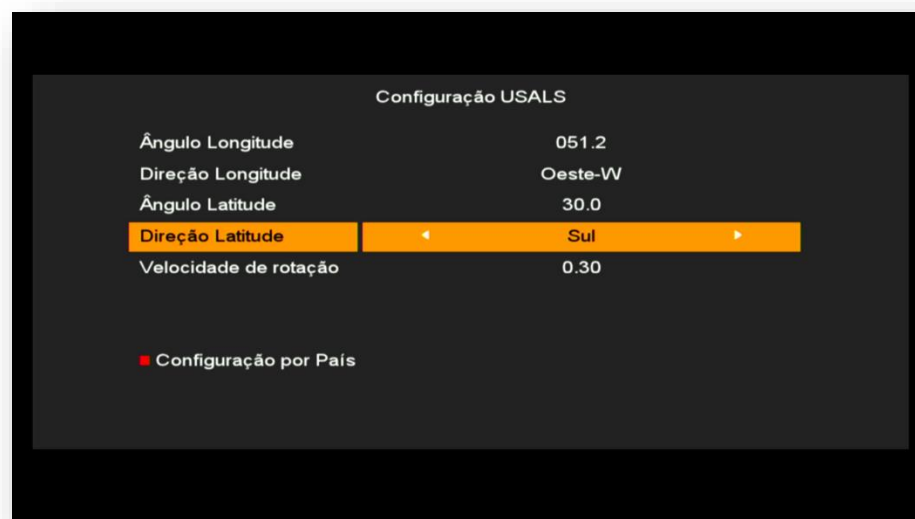 Configuração USALS
Ângulo Longitude 051.2
Direção Longitude Oeste-W
Ângulo Latitude 30.0
Direção Latitude Sul
Velocidade de rotação 0.30
Configuração por País